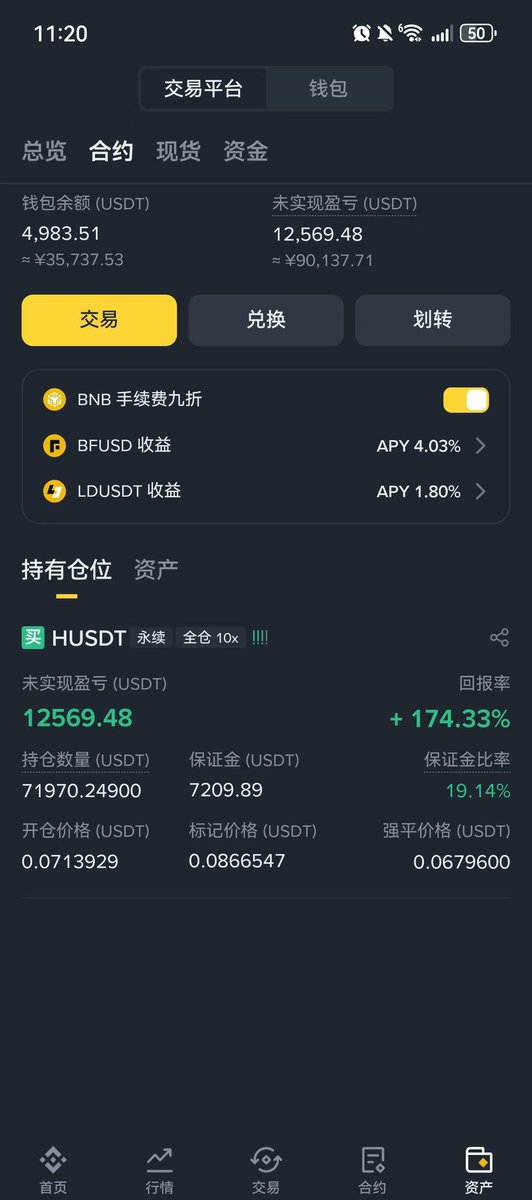 11:20
6
50
交易平台 钱包
总览 合约 现货 资金
钱包余额 (USDT) 未实现盈亏 (USDT)
4,983.51 12,569.48
≈ ¥35,737.53 ≈ ¥90,137.71
交易 兑换 划转
BNB 手续费九折
BFUSD 收益 APY 4.03%
LDUSDT 收益 APY 1.80%
持有仓位 资产
买 HUSDT 永续 全仓 10x !!!!
未实现盈亏 (USDT) 回报率
12569.48 + 174.33%
持仓数量 (USDT) 保证金 (USDT) 保证金比率
71970.24900 7209.89 19.14%
开仓价格 (USDT) 标记价格 (USDT) 强平价格 (USDT)
0.0713929 0.0866547 0.0679600
首页 行情 交易 合约 资产